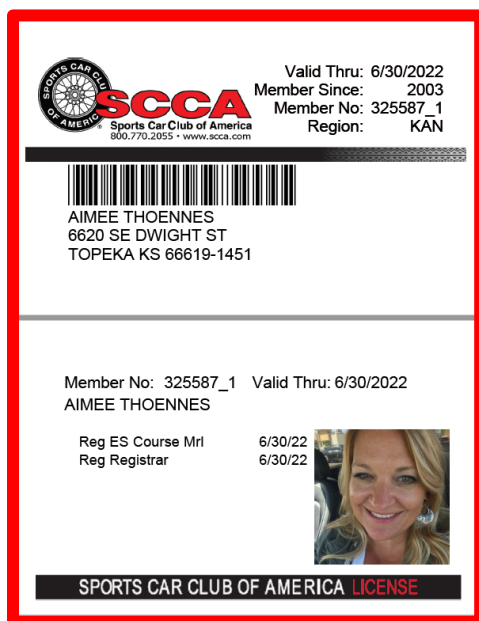 SPORTS CAR CLUB
OF AMERICA
SCCA
Sports Car Club of America
800.770.2055 • www.scca.com
Valid Thru: 6/30/2022
Member Since: 2003
Member No: 325587_1
Region: KAN
AIMEE THOENNES
6620 SE DWIGHT ST
TOPEKA KS 66619-1451
Member No: 325587_1 Valid Thru: 6/30/2022
AIMEE THOENNES
Reg ES Course Mrl 6/30/22
Reg Registrar 6/30/22
SPORTS CAR CLUB OF AMERICA LICENSE